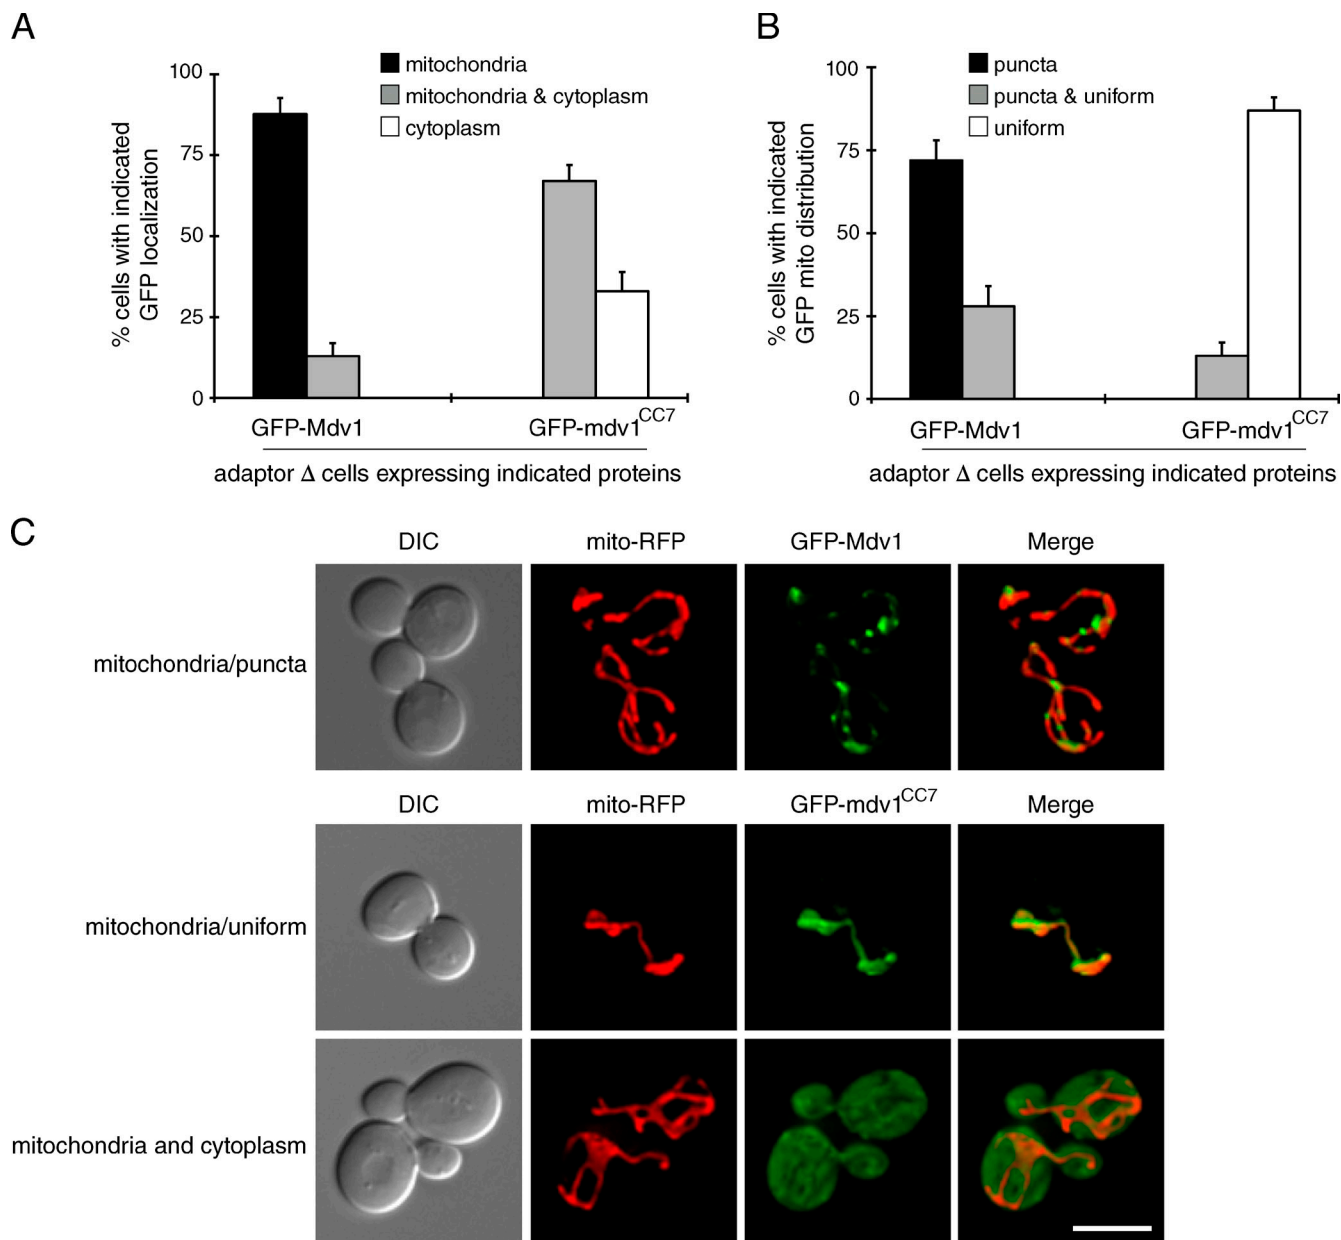 A
mitochondria
mitochondria & cytoplasm
cytoplasm
% cells with indicated
GFP localization
100
75
50
25
0
GFP-Mdv1
GFP-mdv1CC7
adaptor Δ cells expressing indicated proteins
B
puncta
puncta & uniform
uniform
% cells with indicated
GFP mito distribution
100
75
50
25
0
GFP-Mdv1
GFP-mdv1CC7
adaptor Δ cells expressing indicated proteins
C
DIC mito-RFP GFP-Mdv1 Merge
mitochondria/puncta
DIC mito-RFP GFP-mdv1CC7 Merge
mitochondria/uniform
mitochondria and cytoplasm